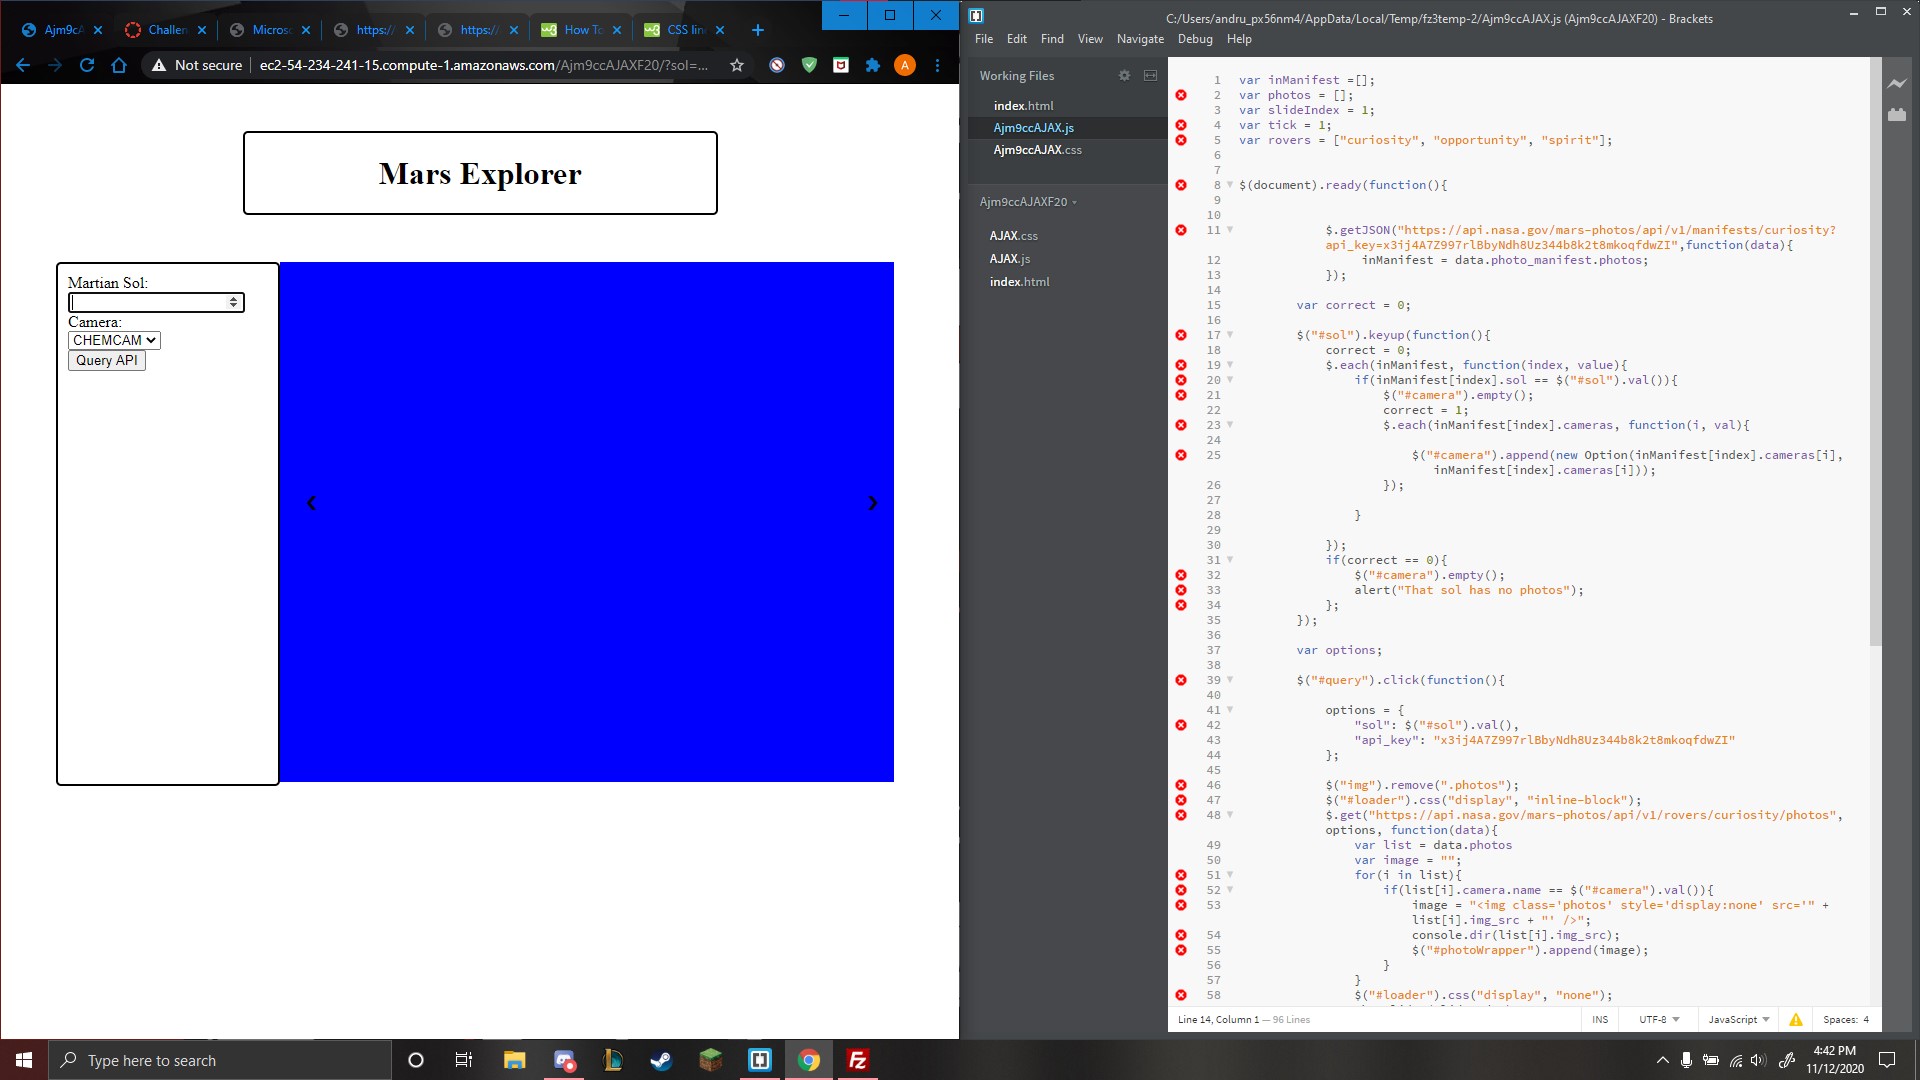 Ajm9cA
Challen
Micros
https:/
https:/
How To
CSS lin
Not secure
ec2-54-234-241-15.compute-1.amazonaws.com/Ajm9ccAJAXF20/?sol=...
A
Mars Explorer
Martian Sol:
Camera:
CHEMCAM
Query API
‹
›
C:/Users/andru_px56nm4/AppData/Local/Temp/fz3temp-2/Ajm9ccAJAX.js (Ajm9ccAJAXF20) - Brackets
File Edit Find View Navigate Debug Help
Working Files
index.html
Ajm9ccAJAX.js
Ajm9ccAJAX.css
Ajm9ccAJAXF20
AJAX.css
AJAX.js
index.html
1 var inManifest =[];
2 var photos = [];
3 var slideIndex = 1;
4 var tick = 1;
5 var rovers = ["curiosity", "opportunity", "spirit"];
6
7
8 $(document).ready(function(){
9
10
11 $.getJSON("https://api.nasa.gov/mars-photos/api/v1/manifests/curiosity?
api_key=x3ij4A7Z997rlBbyNdh8Uz344b8k2t8mkoqfdwZI",function(data){
12 inManifest = data.photo_manifest.photos;
13 });
14
15 var correct = 0;
16
17 $("#sol").keyup(function(){
18 correct = 0;
19 $.each(inManifest, function(index, value){
20 if(inManifest[index].sol == $("#sol").val()){
21 $("#camera").empty();
22 correct = 1;
23 $.each(inManifest[index].cameras, function(i, val){
24
25 $("#camera").append(new Option(inManifest[index].cameras[i],
inManifest[index].cameras[i]));
26 });
27
28 }
29
30 });
31 if(correct == 0){
32 $("#camera").empty();
33 alert("That sol has no photos");
34 };
35 });
36
37 var options;
38
39 $("#query").click(function(){
40
41 options = {
42 "sol": $("#sol").val(),
43 "api_key": "x3ij4A7Z997rlBbyNdh8Uz344b8k2t8mkoqfdwZI"
44 };
45
46 $("img").remove(".photos");
47 $("#loader").css("display", "inline-block");
48 $.get("https://api.nasa.gov/mars-photos/api/v1/rovers/curiosity/photos",
options, function(data){
49 var list = data.photos
50 var image = "";
51 for(i in list){
52 if(list[i].camera.name == $("#camera").val()){
53 image = "<img class='photos' style='display:none' src='" +
list[i].img_src + "' />";
54 console.dir(list[i].img_src);
55 $("#photoWrapper").append(image);
56 }
57 }
58 $("#loader").css("display", "none");
Line 14, Column 1 — 96 Lines
INS
UTF-8
JavaScript
Spaces: 4
Type here to search
4:42 PM
11/12/2020